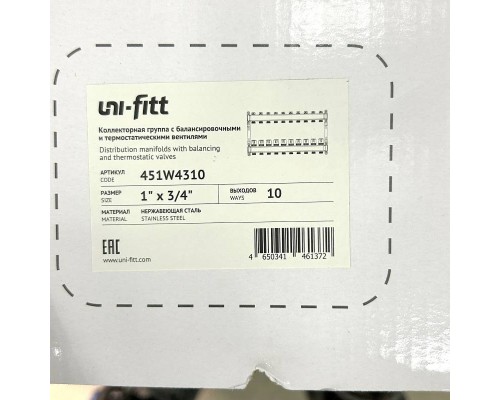 uni-fitt
Коллекторная группа с балансировочными
и термостатическими вентилями
Distribution manifolds with balancing
and thermostatic valves
АРТИКУЛ
CODE
451W4310
РАЗМЕР
SIZE
1" x 3/4"
ВЫХОДОВ
WAYS
10
МАТЕРИАЛ
MATERIAL
НЕРЖАВЕЮЩАЯ СТАЛЬ
STAINLESS STEEL
EAC
www.uni-fitt.com
4 650341 461372